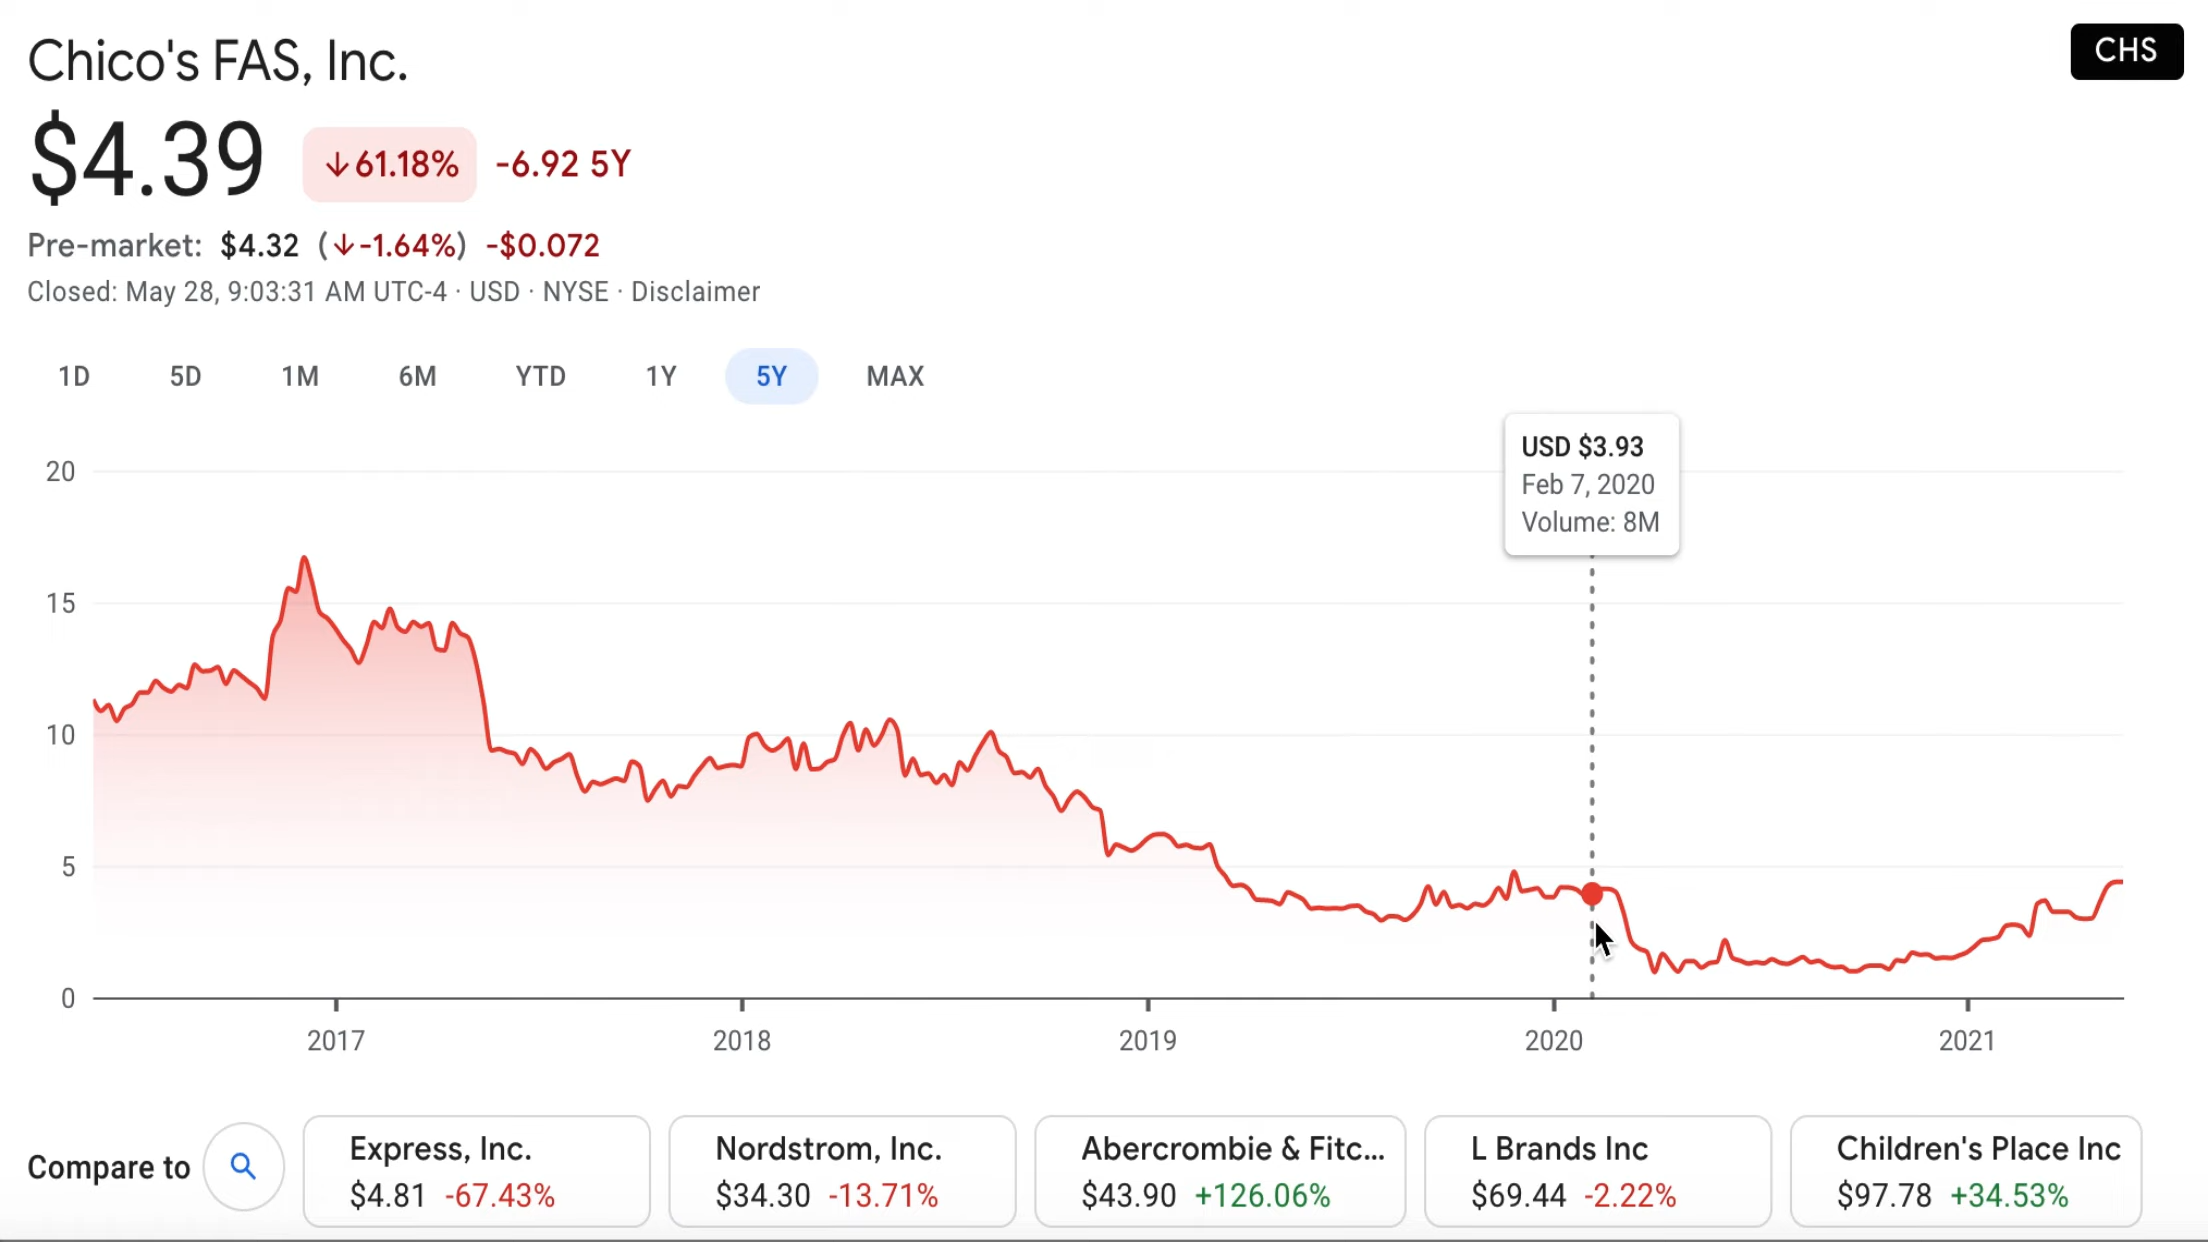 Chico's FAS, Inc.
CHS
$4.39 ↓61.18% -6.92 5Y
Pre-market: $4.32 (↓-1.64%) -$0.072
Closed: May 28, 9:03:31 AM UTC-4 · USD · NYSE · Disclaimer
1D 5D 1M 6M YTD 1Y 5Y MAX
USD $3.93
Feb 7, 2020
Volume: 8M
20
15
10
5
0
2017 2018 2019 2020 2021
Compare to
Express, Inc.
$4.81 -67.43%
Nordstrom, Inc.
$34.30 -13.71%
Abercrombie & Fitc...
$43.90 +126.06%
L Brands Inc
$69.44 -2.22%
Children's Place Inc
$97.78 +34.53%